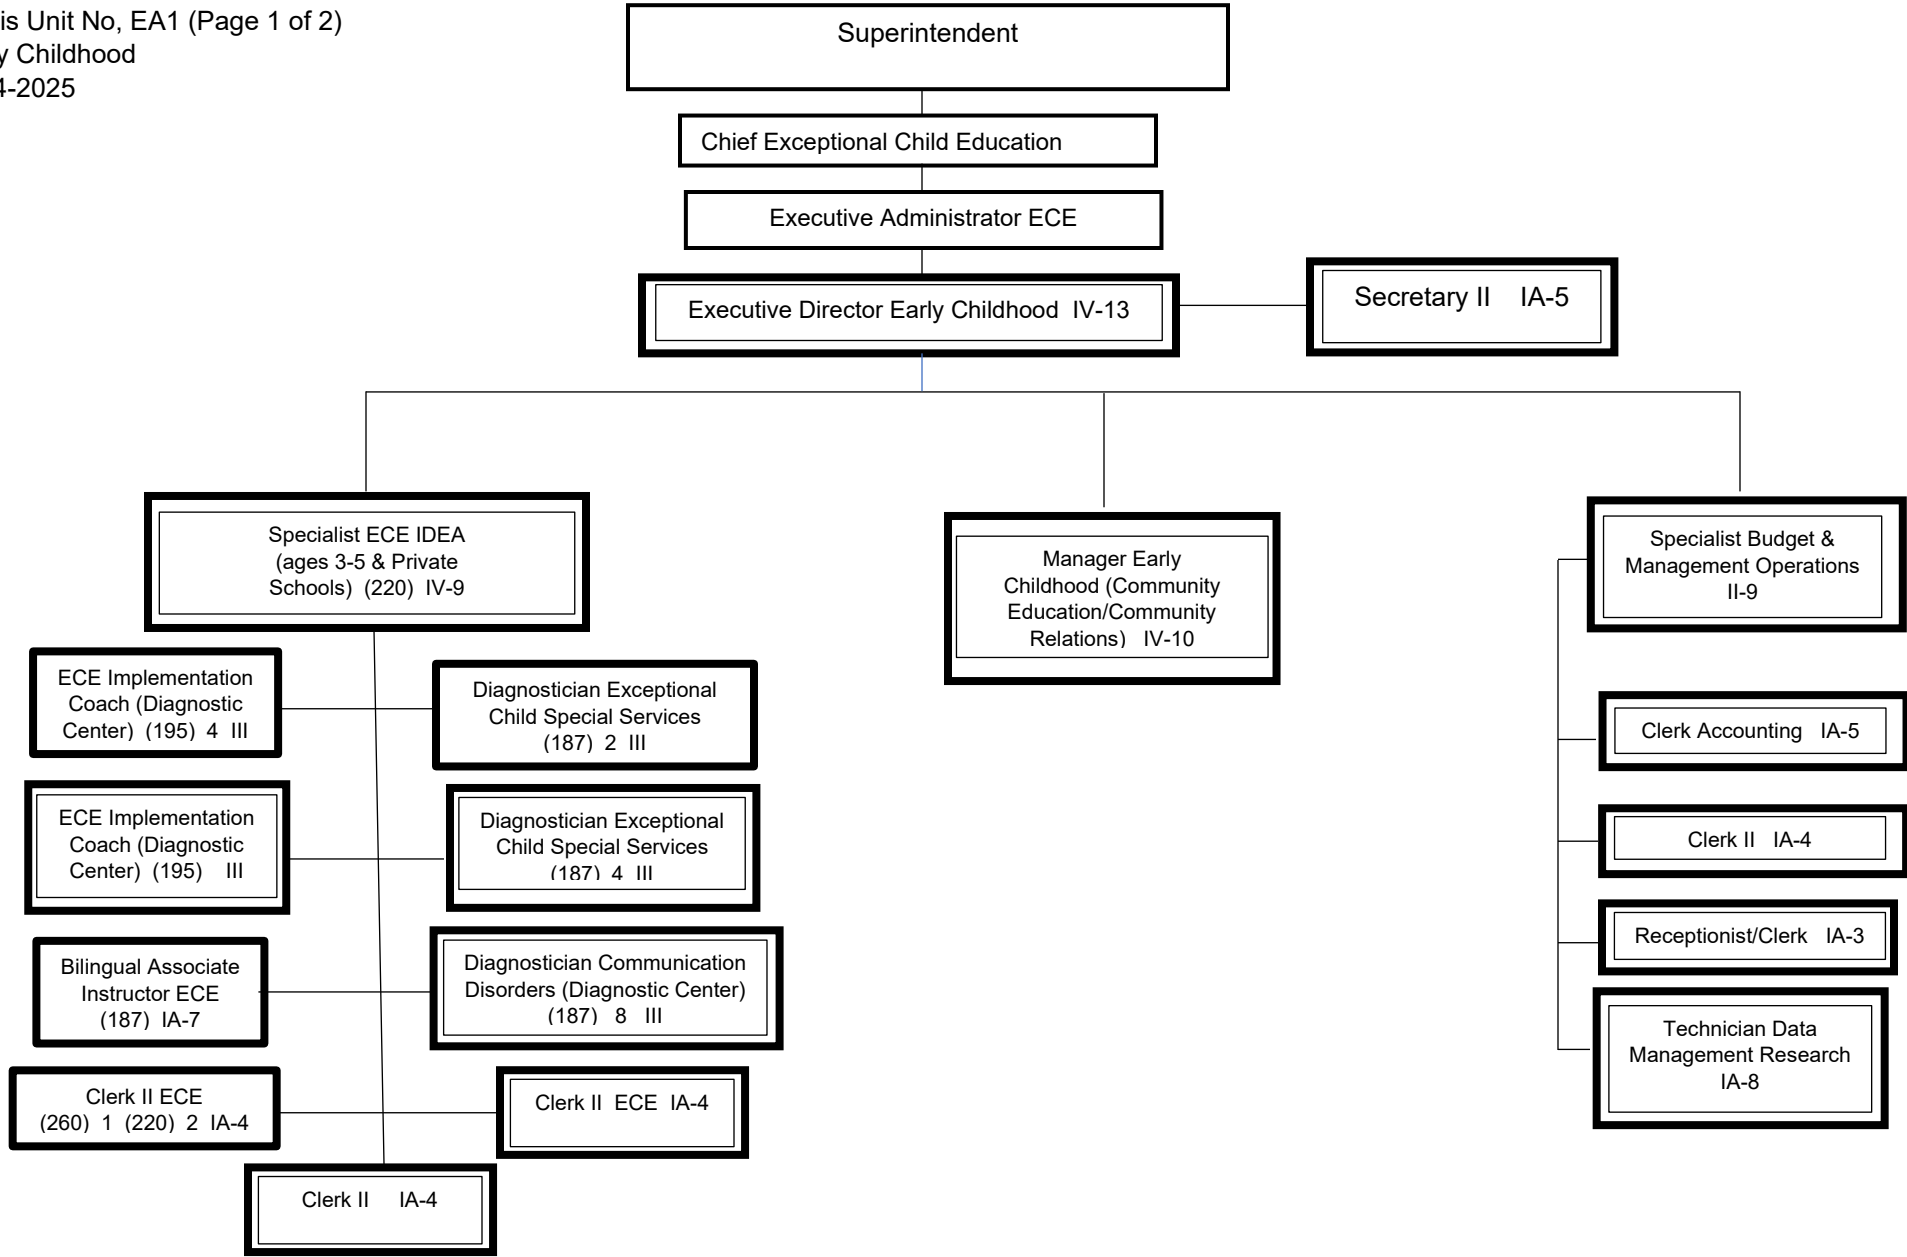 is Unit No, EA1 (Page 1 of 2)
y Childhood
4-2025
Superintendent
Chief Exceptional Child Education
Executive Administrator ECE
Executive Director Early Childhood IV-13
Secretary II IA-5
Specialist ECE IDEA
(ages 3-5 & Private
Schools) (220) IV-9
Manager Early
Childhood (Community
Education/Community
Relations) IV-10
Specialist Budget &
Management Operations
II-9
ECE Implementation
Coach (Diagnostic
Center) (195) 4 III
Diagnostician Exceptional
Child Special Services
(187) 2 III
ECE Implementation
Coach (Diagnostic
Center) (195) III
Diagnostician Exceptional
Child Special Services
(187) 4 III
Bilingual Associate
Instructor ECE
(187) IA-7
Diagnostician Communication
Disorders (Diagnostic Center)
(187) 8 III
Clerk II ECE
(260) 1 (220) 2 IA-4
Clerk II ECE IA-4
Clerk II IA-4
Clerk Accounting IA-5
Clerk II IA-4
Receptionist/Clerk IA-3
Technician Data
Management Research
IA-8